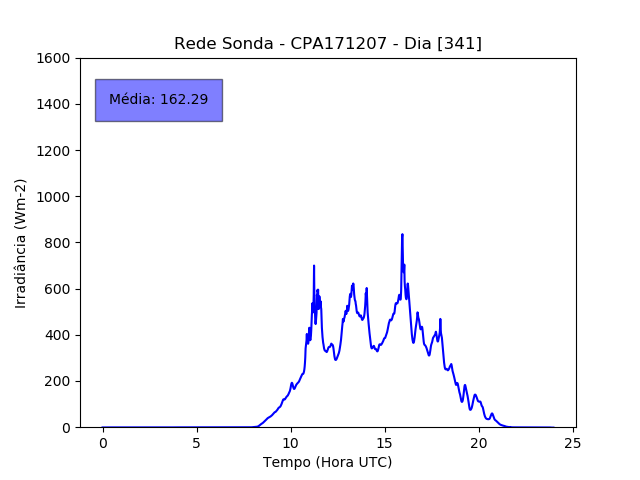 Rede Sonda - CPA171207 - Dia [341]
1600
Média: 162.29
1400
1200
1000
800
600
400
200
0
Irradiância (Wm-2)
0 5 10 15 20 25
Tempo (Hora UTC)